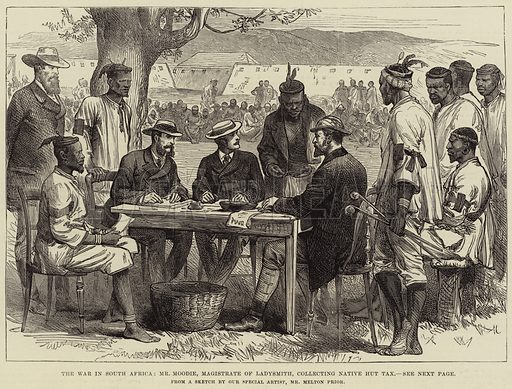 THE WAR IN SOUTH AFRICA: MR. MOODIE, MAGISTRATE OF LADYSMITH, COLLECTING NATIVE HUT TAX.—SEE NEXT PAGE.
FROM A SKETCH BY OUR SPECIAL ARTIST, MR. MELTON PRIOR.